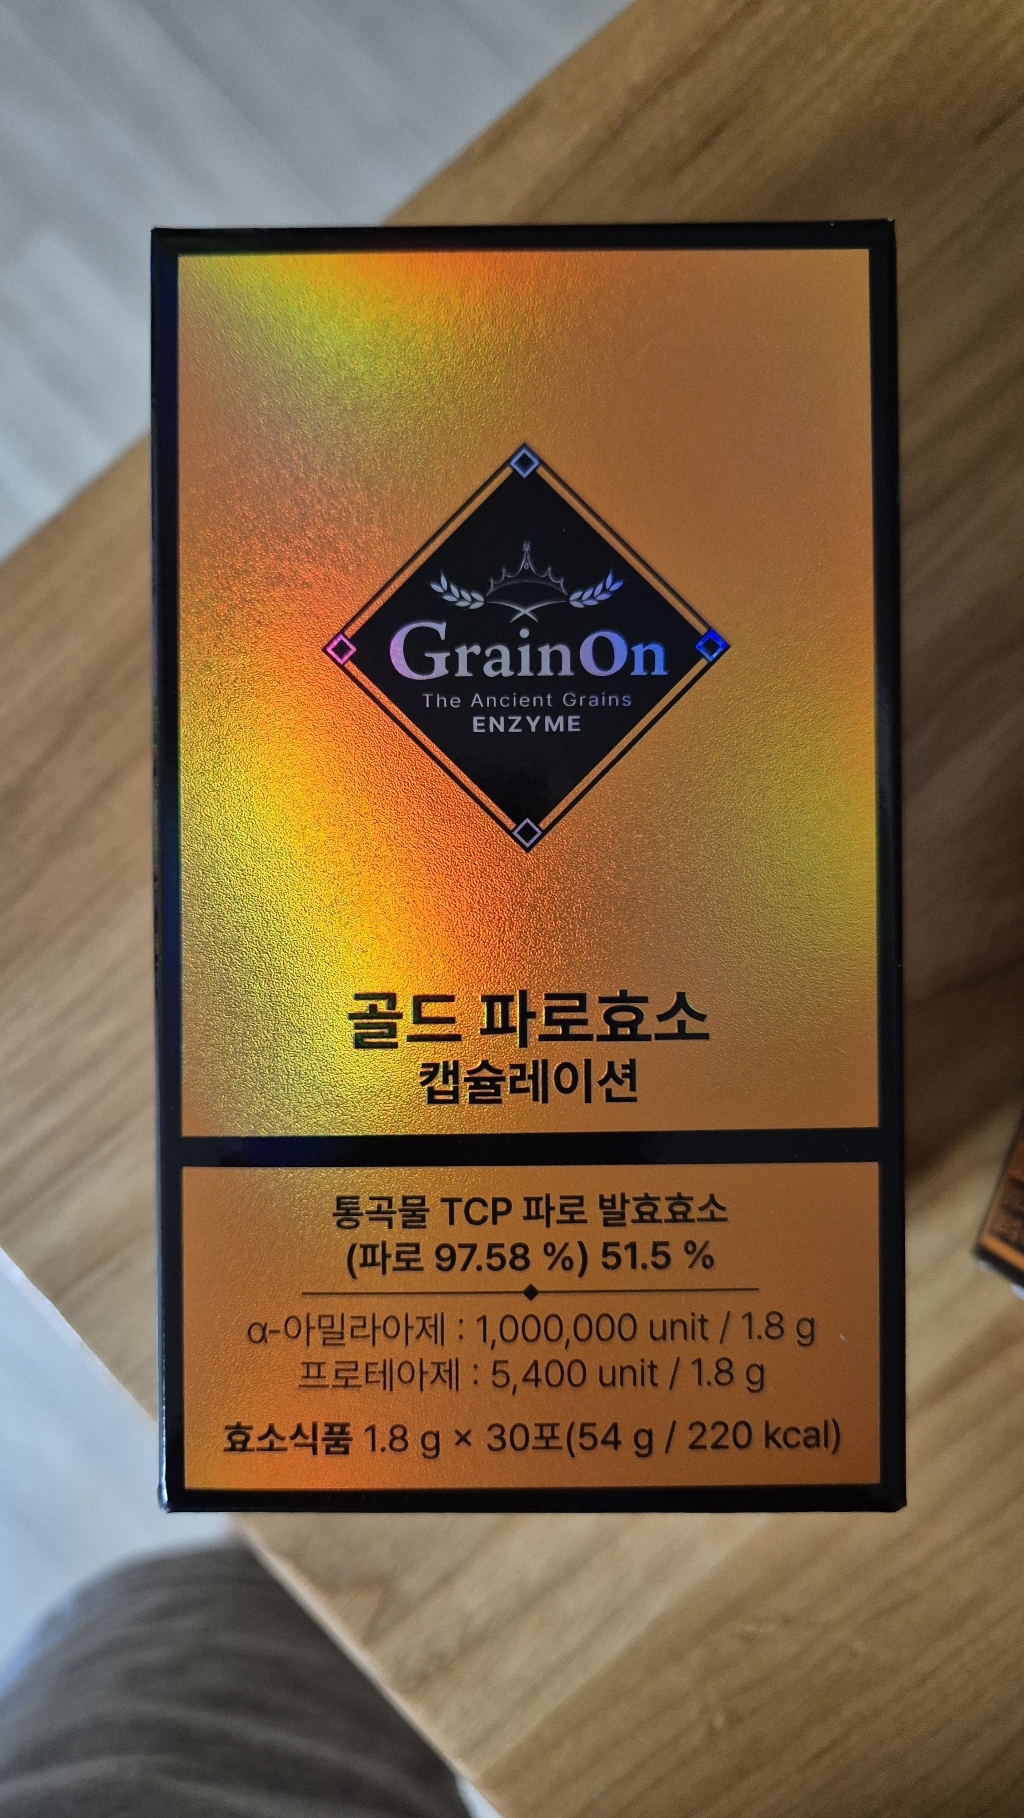 GrainOn
The Ancient Grains
ENZYME
골드 파로효소
캡슐레이션
통곡물 TCP 파로 발효효소
(파로 97.58 %) 51.5 %
α-아밀라아제 : 1,000,000 unit / 1.8 g
프로테아제 : 5,400 unit / 1.8 g
효소식품 1.8 g × 30포(54 g / 220 kcal)